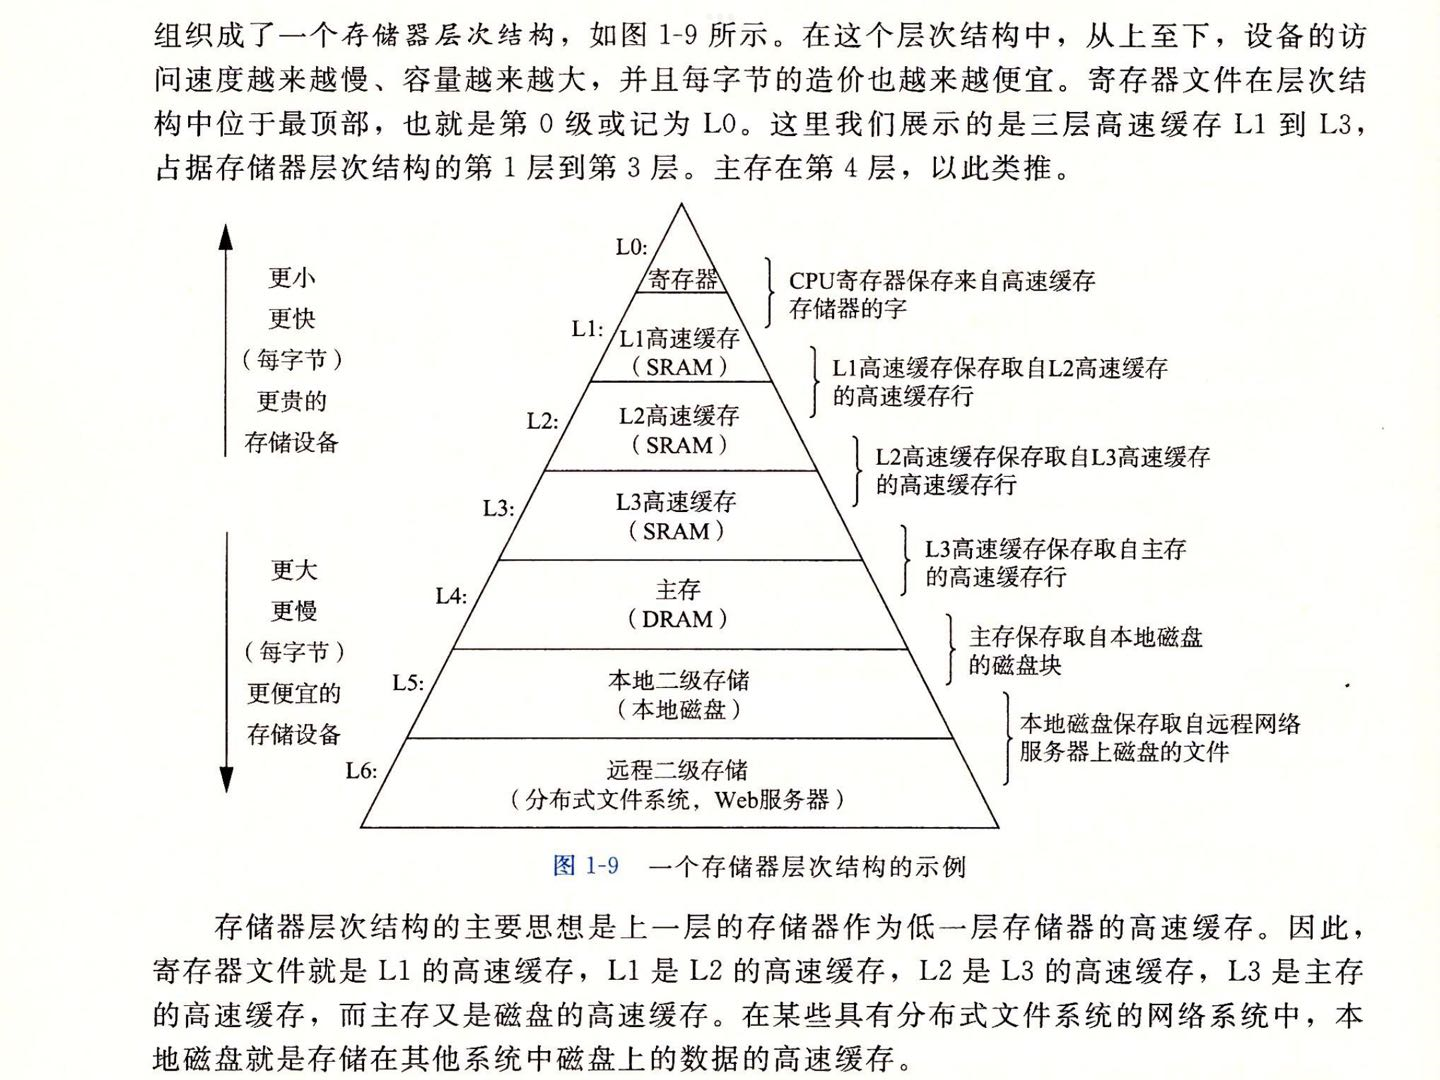 组织成了一个存储器层次结构，如图 1-9 所示。在这个层次结构中，从上至下，设备的访
问速度越来越慢、容量越来越大，并且每字节的造价也越来越便宜。寄存器文件在层次结
构中位于最顶部，也就是第 0 级或记为 L0。这里我们展示的是三层高速缓存 L1 到 L3，
占据存储器层次结构的第 1 层到第 3 层。主存在第 4 层，以此类推。
更小
更快
（每字节）
更贵的
存储设备
更大
更慢
（每字节）
更便宜的
存储设备
L0:
寄存器
CPU寄存器保存来自高速缓存
存储器的字
L1:
L1高速缓存
（SRAM）
L1高速缓存保存取自L2高速缓存
的高速缓存行
L2:
L2高速缓存
（SRAM）
L2高速缓存保存取自L3高速缓存
的高速缓存行
L3:
L3高速缓存
（SRAM）
L3高速缓存保存取自主存
的高速缓存行
L4:
主存
（DRAM）
主存保存取自本地磁盘
的磁盘块
L5:
本地二级存储
（本地磁盘）
本地磁盘保存取自远程网络
服务器上磁盘的文件
L6:
远程二级存储
（分布式文件系统，Web服务器）
图 1-9 一个存储器层次结构的示例
存储器层次结构的主要思想是上一层的存储器作为低一层存储器的高速缓存。因此，
寄存器文件就是 L1 的高速缓存，L1 是 L2 的高速缓存，L2 是 L3 的高速缓存，L3 是主存
的高速缓存，而主存又是磁盘的高速缓存。在某些具有分布式文件系统的网络系统中，本
地磁盘就是存储在其他系统中磁盘上的数据的高速缓存。